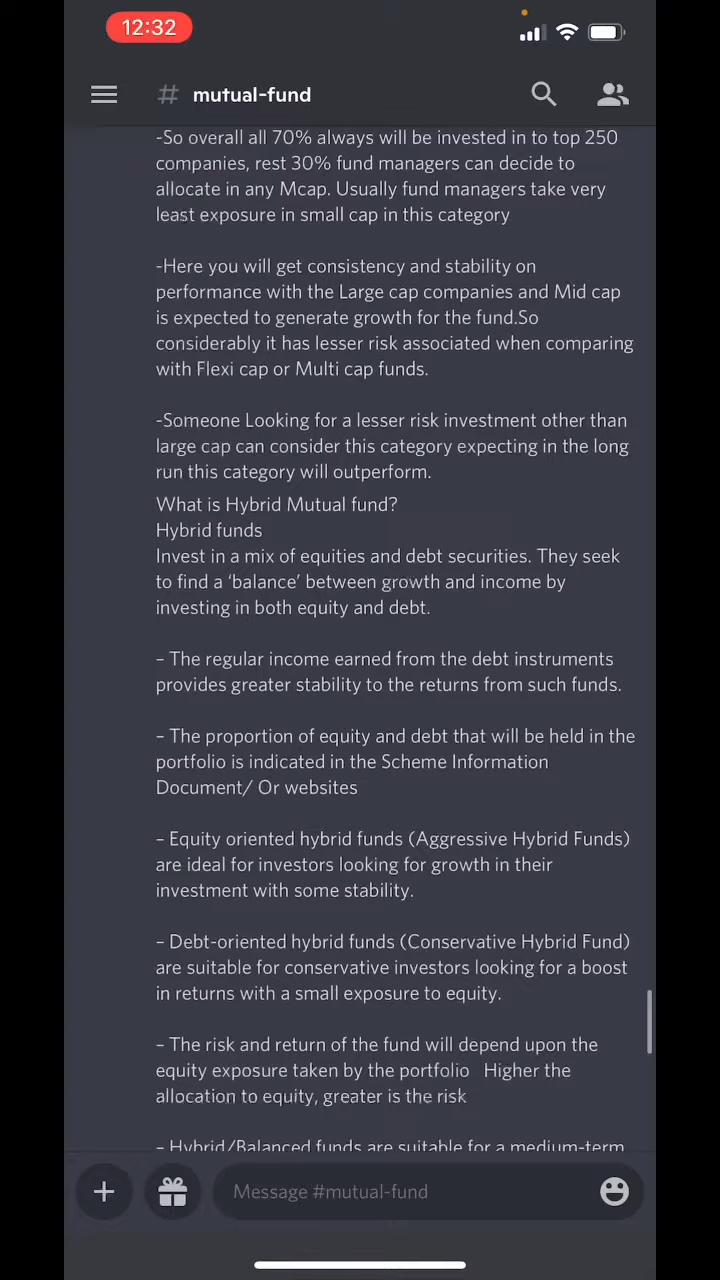 12:32
# mutual-fund
-So overall all 70% always will be invested in to top 250
companies, rest 30% fund managers can decide to
allocate in any Mcap. Usually fund managers take very
least exposure in small cap in this category
-Here you will get consistency and stability on
performance with the Large cap companies and Mid cap
is expected to generate growth for the fund.So
considerably it has lesser risk associated when comparing
with Flexi cap or Multi cap funds.
-Someone Looking for a lesser risk investment other than
large cap can consider this category expecting in the long
run this category will outperform.
What is Hybrid Mutual fund?
Hybrid funds
Invest in a mix of equities and debt securities. They seek
to find a ‘balance’ between growth and income by
investing in both equity and debt.
– The regular income earned from the debt instruments
provides greater stability to the returns from such funds.
– The proportion of equity and debt that will be held in the
portfolio is indicated in the Scheme Information
Document/ Or websites
– Equity oriented hybrid funds (Aggressive Hybrid Funds)
are ideal for investors looking for growth in their
investment with some stability.
– Debt-oriented hybrid funds (Conservative Hybrid Fund)
are suitable for conservative investors looking for a boost
in returns with a small exposure to equity.
– The risk and return of the fund will depend upon the
equity exposure taken by the portfolio   Higher the
allocation to equity, greater is the risk
– Hybrid/Balanced funds are suitable for a medium-term
Message #mutual-fund